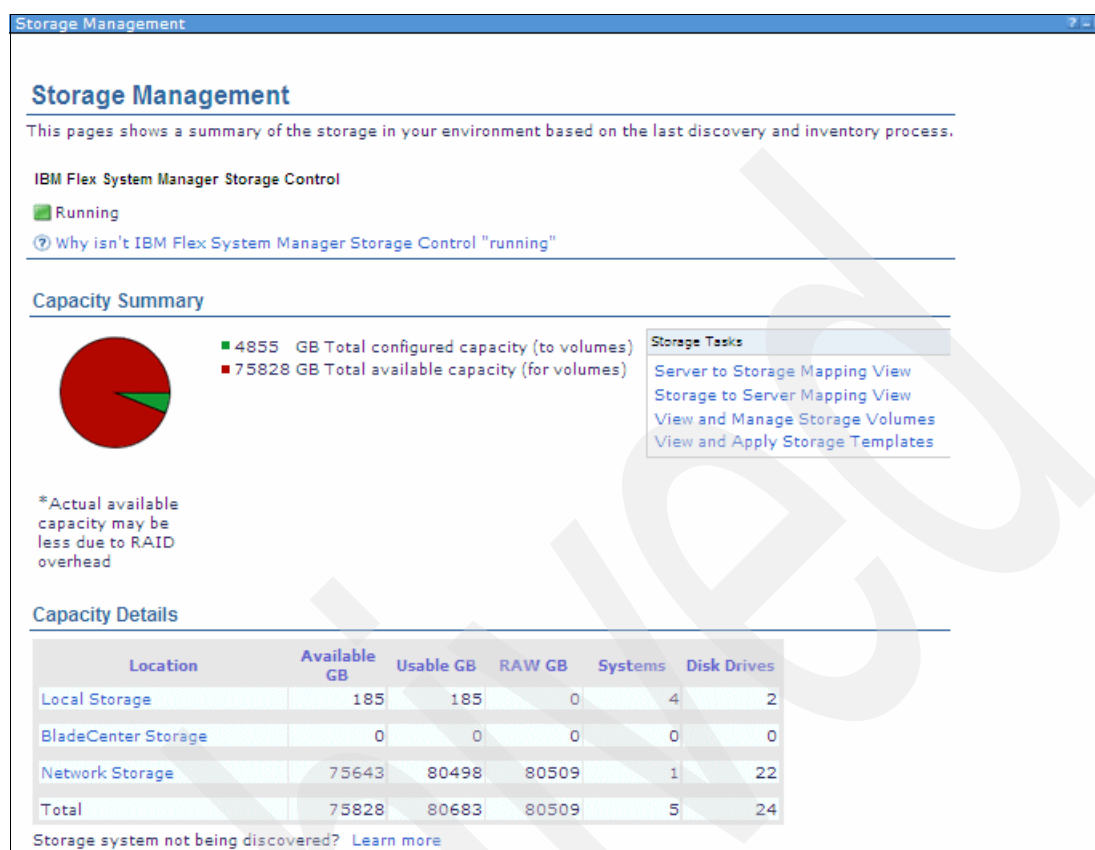 Storage Management
? –
Storage Management
This pages shows a summary of the storage in your environment based on the last discovery and inventory process.
IBM Flex System Manager Storage Control
Running
? Why isn't IBM Flex System Manager Storage Control "running"
Capacity Summary
4855 GB Total configured capacity (to volumes)
75828 GB Total available capacity (for volumes)
Storage Tasks
Server to Storage Mapping View
Storage to Server Mapping View
View and Manage Storage Volumes
View and Apply Storage Templates
*Actual available
capacity may be
less due to RAID
overhead
Capacity Details
Location Available GB Usable GB RAW GB Systems Disk Drives
Local Storage 185 185 0 4 2
BladeCenter Storage 0 0 0 0 0
Network Storage 75643 80498 80509 1 22
Total 75828 80683 80509 5 24
Storage system not being discovered? Learn more